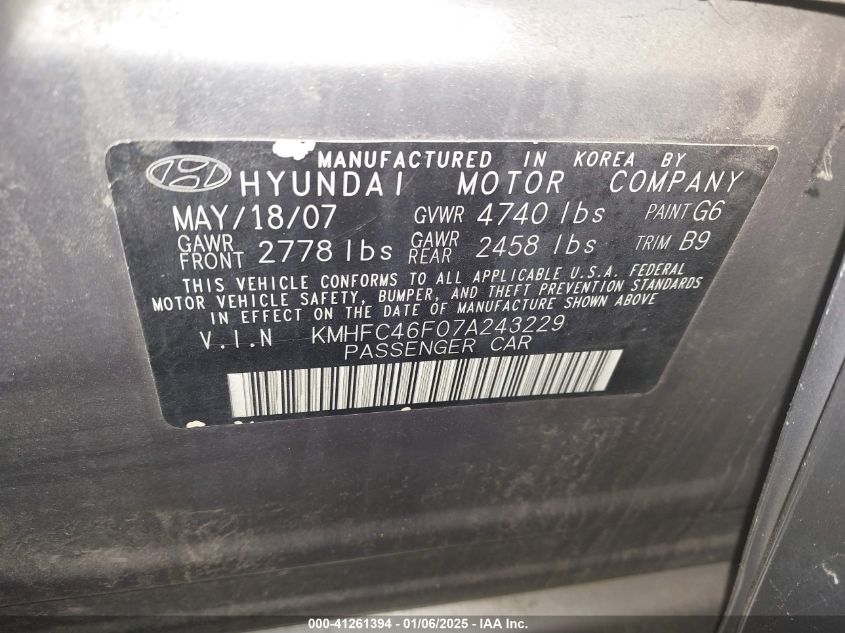 MANUFACTURED IN KOREA BY
HYUNDAI MOTOR COMPANY
MAY/18/07 GVWR 4740 lbs PAINT G6
GAWR FRONT 2778 lbs GAWR REAR 2458 lbs TRIM B9
THIS VEHICLE CONFORMS TO ALL APPLICABLE U.S.A. FEDERAL
MOTOR VEHICLE SAFETY, BUMPER, AND THEFT PREVENTION STANDARDS
IN EFFECT ON THE DATE OF MANUFACTURE SHOWN ABOVE
V.I.N KMHFC46F07A243229
PASSENGER CAR
000-41261394 | 01/06/2025 - IAA Inc.